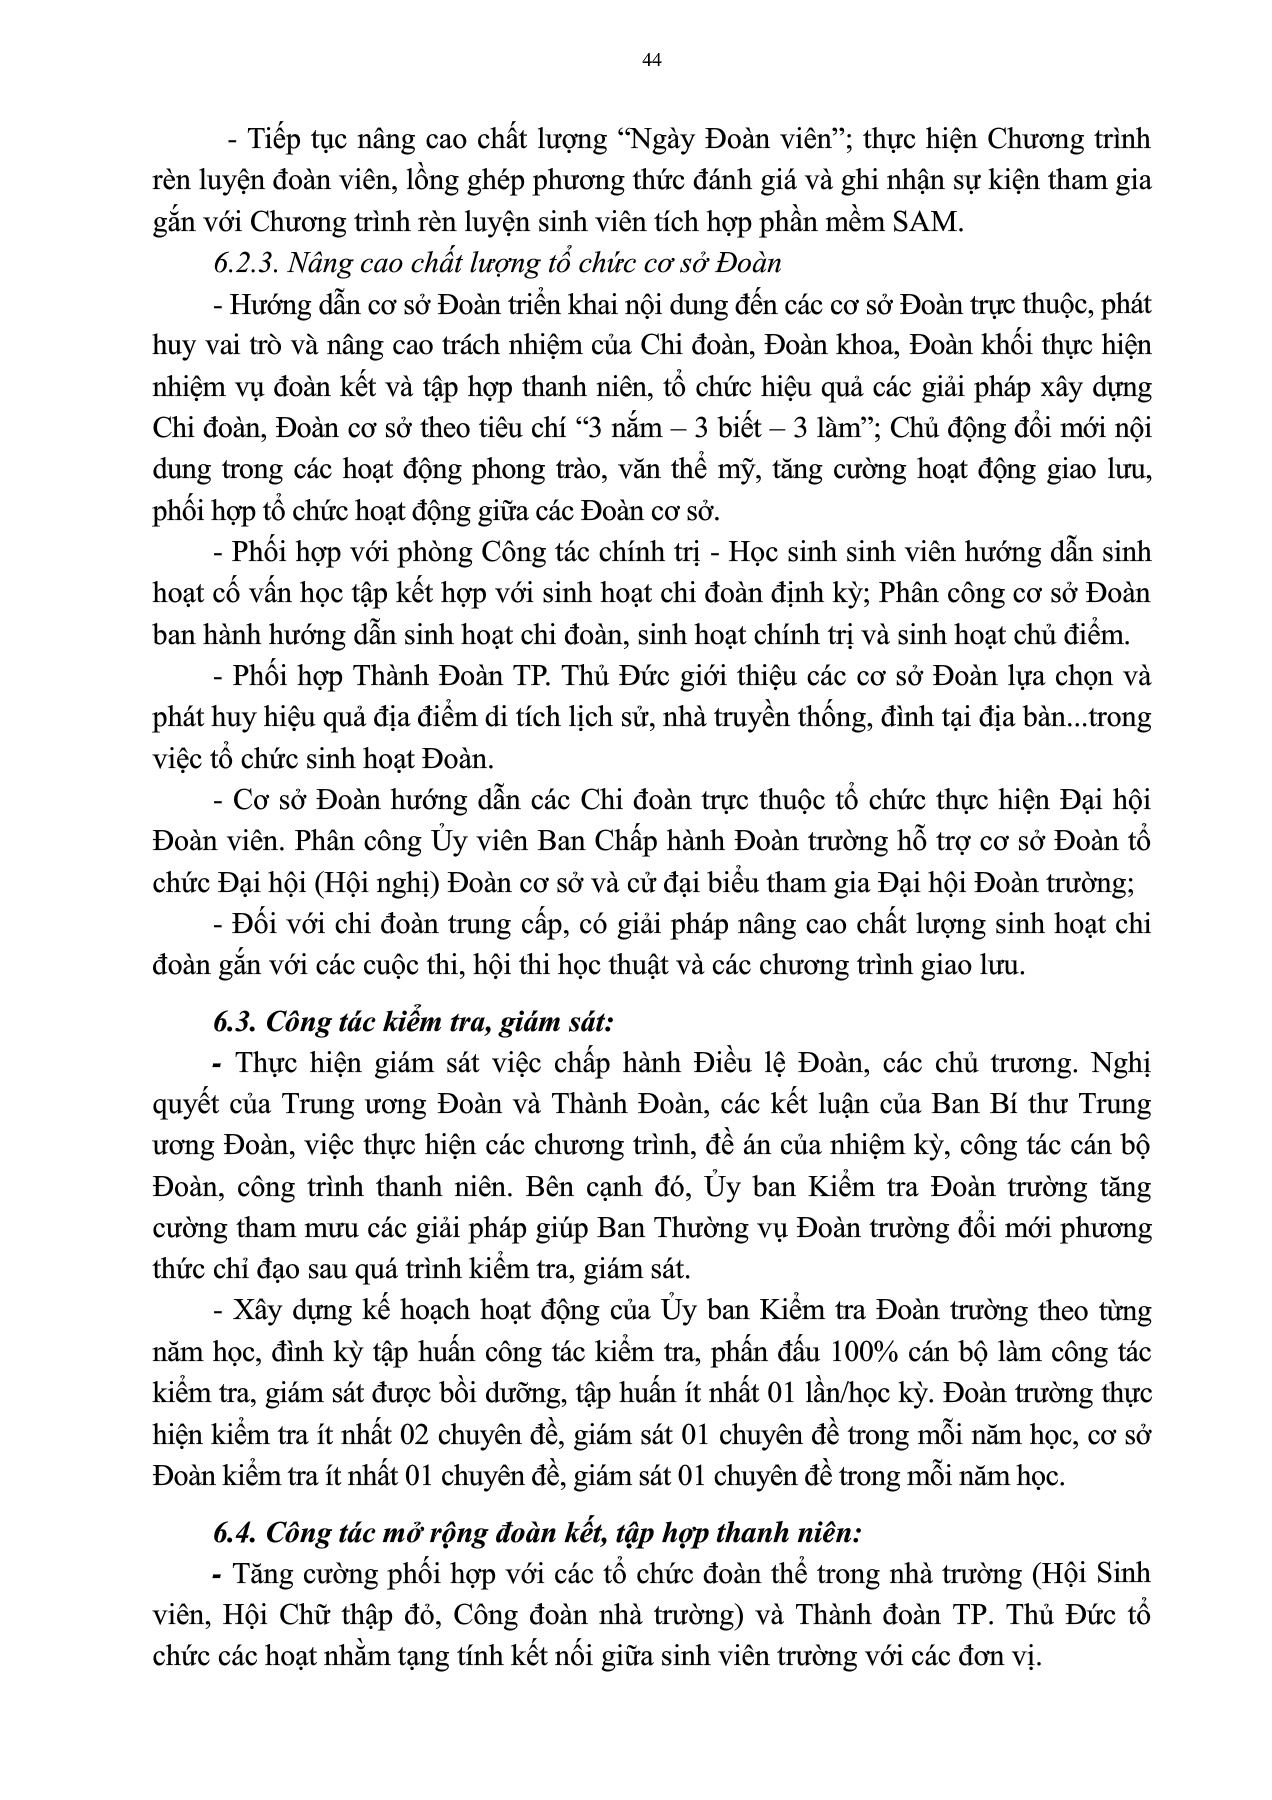 44
- Tiếp tục nâng cao chất lượng “Ngày Đoàn viên”; thực hiện Chương trình
rèn luyện đoàn viên, lồng ghép phương thức đánh giá và ghi nhận sự kiện tham gia
gắn với Chương trình rèn luyện sinh viên tích hợp phần mềm SAM.
6.2.3. Nâng cao chất lượng tổ chức cơ sở Đoàn
- Hướng dẫn cơ sở Đoàn triển khai nội dung đến các cơ sở Đoàn trực thuộc, phát
huy vai trò và nâng cao trách nhiệm của Chi đoàn, Đoàn khoa, Đoàn khối thực hiện
nhiệm vụ đoàn kết và tập hợp thanh niên, tổ chức hiệu quả các giải pháp xây dựng
Chi đoàn, Đoàn cơ sở theo tiêu chí “3 nắm – 3 biết – 3 làm”; Chủ động đổi mới nội
dung trong các hoạt động phong trào, văn thể mỹ, tăng cường hoạt động giao lưu,
phối hợp tổ chức hoạt động giữa các Đoàn cơ sở.
- Phối hợp với phòng Công tác chính trị - Học sinh sinh viên hướng dẫn sinh
hoạt cố vấn học tập kết hợp với sinh hoạt chi đoàn định kỳ; Phân công cơ sở Đoàn
ban hành hướng dẫn sinh hoạt chi đoàn, sinh hoạt chính trị và sinh hoạt chủ điểm.
- Phối hợp Thành Đoàn TP. Thủ Đức giới thiệu các cơ sở Đoàn lựa chọn và
phát huy hiệu quả địa điểm di tích lịch sử, nhà truyền thống, đình tại địa bàn...trong
việc tổ chức sinh hoạt Đoàn.
- Cơ sở Đoàn hướng dẫn các Chi đoàn trực thuộc tổ chức thực hiện Đại hội
Đoàn viên. Phân công Ủy viên Ban Chấp hành Đoàn trường hỗ trợ cơ sở Đoàn tổ
chức Đại hội (Hội nghị) Đoàn cơ sở và cử đại biểu tham gia Đại hội Đoàn trường;
- Đối với chi đoàn trung cấp, có giải pháp nâng cao chất lượng sinh hoạt chi
đoàn gắn với các cuộc thi, hội thi học thuật và các chương trình giao lưu.
6.3. Công tác kiểm tra, giám sát:
- Thực hiện giám sát việc chấp hành Điều lệ Đoàn, các chủ trương. Nghị
quyết của Trung ương Đoàn và Thành Đoàn, các kết luận của Ban Bí thư Trung
ương Đoàn, việc thực hiện các chương trình, đề án của nhiệm kỳ, công tác cán bộ
Đoàn, công trình thanh niên. Bên cạnh đó, Ủy ban Kiểm tra Đoàn trường tăng
cường tham mưu các giải pháp giúp Ban Thường vụ Đoàn trường đổi mới phương
thức chỉ đạo sau quá trình kiểm tra, giám sát.
- Xây dựng kế hoạch hoạt động của Ủy ban Kiểm tra Đoàn trường theo từng
năm học, đình kỳ tập huấn công tác kiểm tra, phấn đấu 100% cán bộ làm công tác
kiểm tra, giám sát được bồi dưỡng, tập huấn ít nhất 01 lần/học kỳ. Đoàn trường thực
hiện kiểm tra ít nhất 02 chuyên đề, giám sát 01 chuyên đề trong mỗi năm học, cơ sở
Đoàn kiểm tra ít nhất 01 chuyên đề, giám sát 01 chuyên đề trong mỗi năm học.
6.4. Công tác mở rộng đoàn kết, tập hợp thanh niên:
- Tăng cường phối hợp với các tổ chức đoàn thể trong nhà trường (Hội Sinh
viên, Hội Chữ thập đỏ, Công đoàn nhà trường) và Thành đoàn TP. Thủ Đức tổ
chức các hoạt nhằm tạng tính kết nối giữa sinh viên trường với các đơn vị.